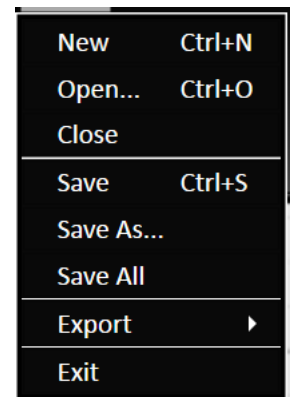 New Ctrl+N
Open... Ctrl+O
Close
Save Ctrl+S
Save As...
Save All
Export
Exit